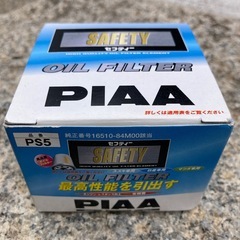 SAFETY
セフティー
OIL FILTER
PIAA
詳しくは適用表をご覧ください
品番
PS5
純正番号16510-84M00該当
セフティー
SAFETY
OIL FILTER
最高性能を引出す
PIAA